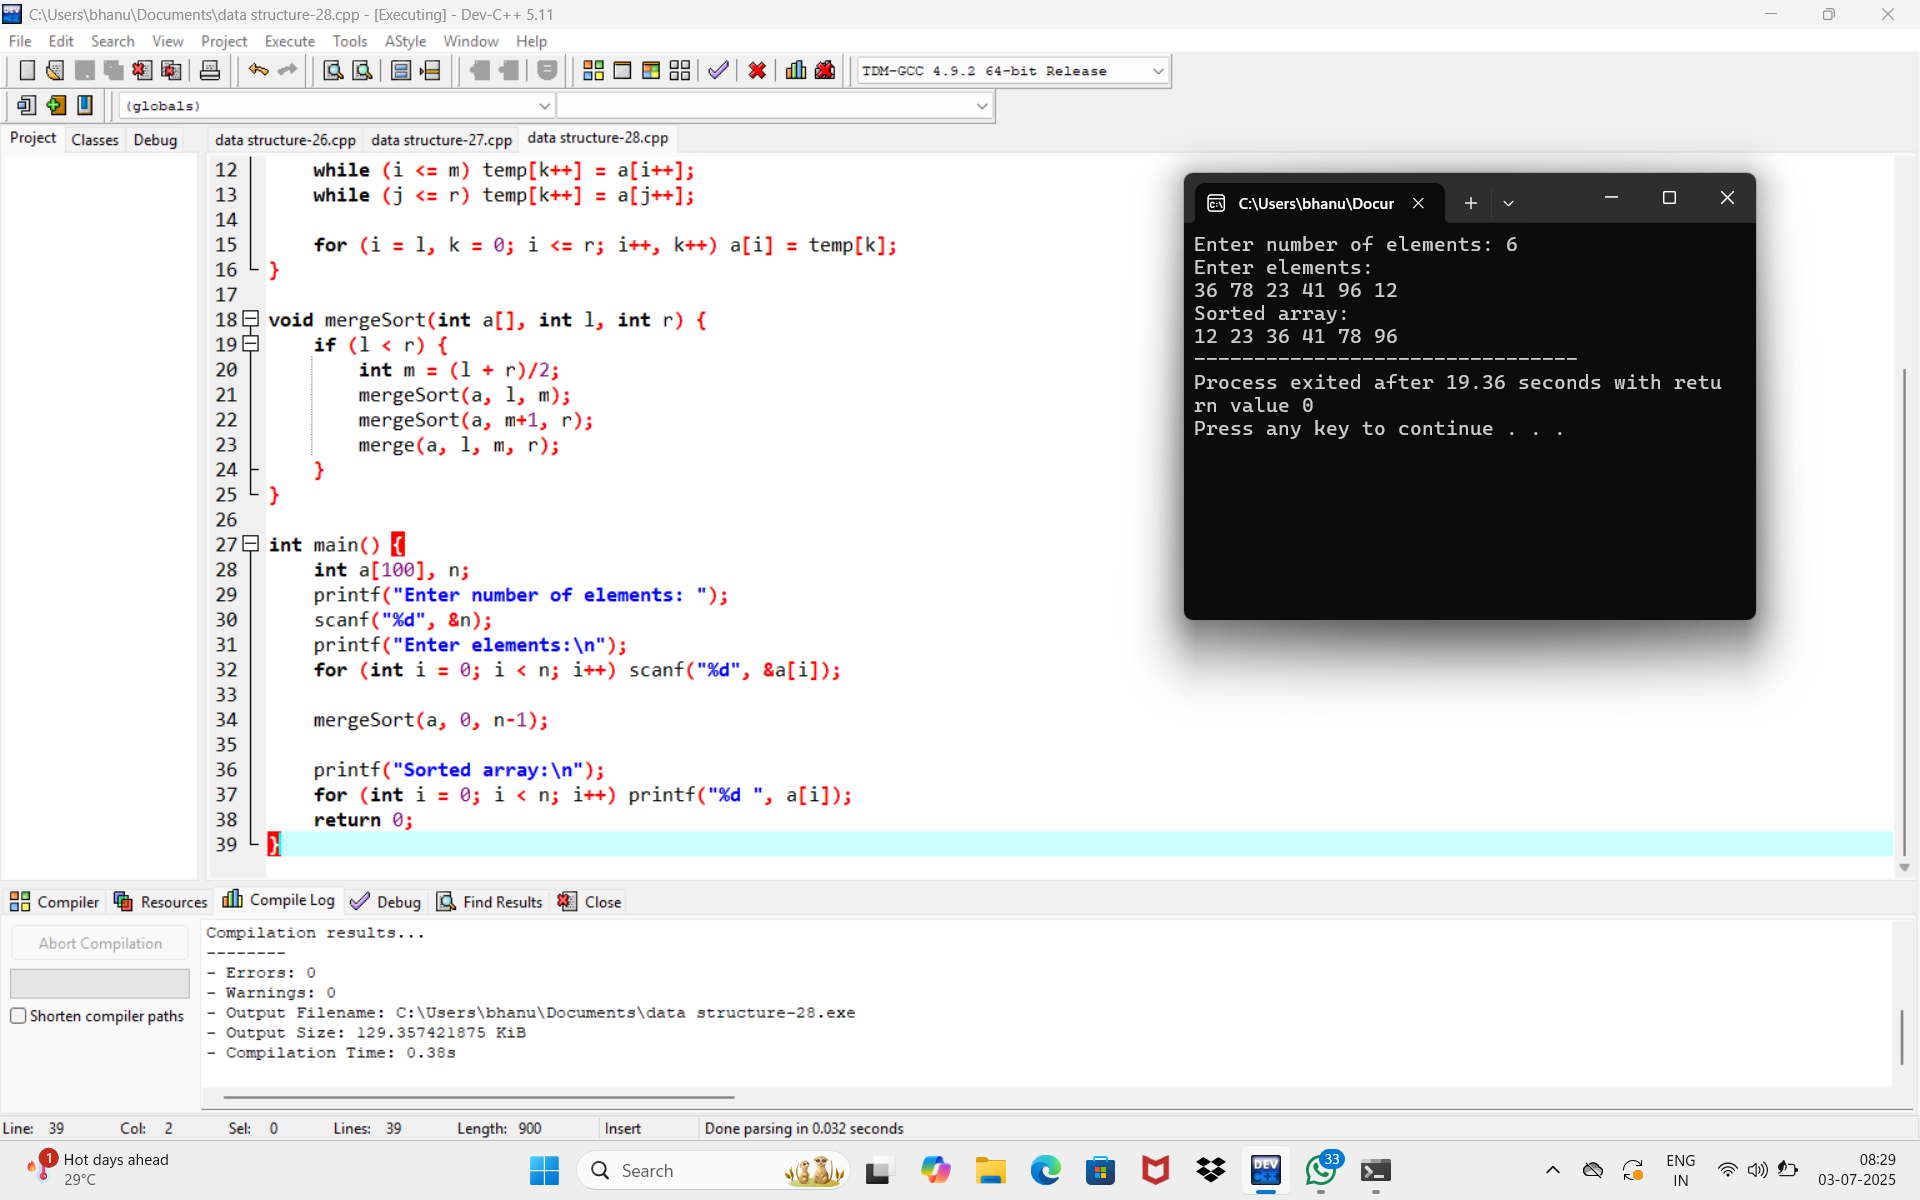 C:\Users\bhanu\Documents\data structure-28.cpp - [Executing] - Dev-C++ 5.11
File Edit Search View Project Execute Tools AStyle Window Help
TDM-GCC 4.9.2 64-bit Release
(globals)
Project Classes Debug
data structure-26.cpp data structure-27.cpp data structure-28.cpp
12 while (i <= m) temp[k++] = a[i++];
13 while (j <= r) temp[k++] = a[j++];
14
15 for (i = l, k = 0; i <= r; i++, k++) a[i] = temp[k];
16 }
17
18 void mergeSort(int a[], int l, int r) {
19 if (l < r) {
20 int m = (l + r)/2;
21 mergeSort(a, l, m);
22 mergeSort(a, m+1, r);
23 merge(a, l, m, r);
24 }
25 }
26
27 int main() {
28 int a[100], n;
29 printf("Enter number of elements: ");
30 scanf("%d", &n);
31 printf("Enter elements:\n");
32 for (int i = 0; i < n; i++) scanf("%d", &a[i]);
33
34 mergeSort(a, 0, n-1);
35
36 printf("Sorted array:\n");
37 for (int i = 0; i < n; i++) printf("%d ", a[i]);
38 return 0;
39 }
C:\Users\bhanu\Docur
Enter number of elements: 6
Enter elements:
36 78 23 41 96 12
Sorted array:
12 23 36 41 78 96
--------------------------------
Process exited after 19.36 seconds with retu
rn value 0
Press any key to continue . . .
Compiler Resources Compile Log Debug Find Results Close
Abort Compilation
Shorten compiler paths
Compilation results...
--------
- Errors: 0
- Warnings: 0
- Output Filename: C:\Users\bhanu\Documents\data structure-28.exe
- Output Size: 129.357421875 KiB
- Compilation Time: 0.38s
Line: 39 Col: 2 Sel: 0 Lines: 39 Length: 900 Insert Done parsing in 0.032 seconds
1
Hot days ahead
29°C
Search
DEV
33
ENG
IN
08:29
03-07-2025